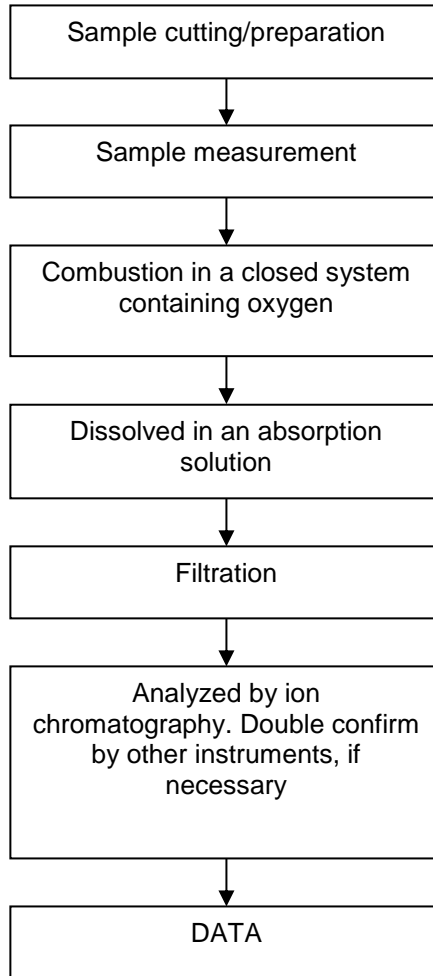 Sample cutting/preparation
Sample measurement
Combustion in a closed system
containing oxygen
Dissolved in an absorption
solution
Filtration
Analyzed by ion
chromatography. Double confirm
by other instruments, if
necessary
DATA